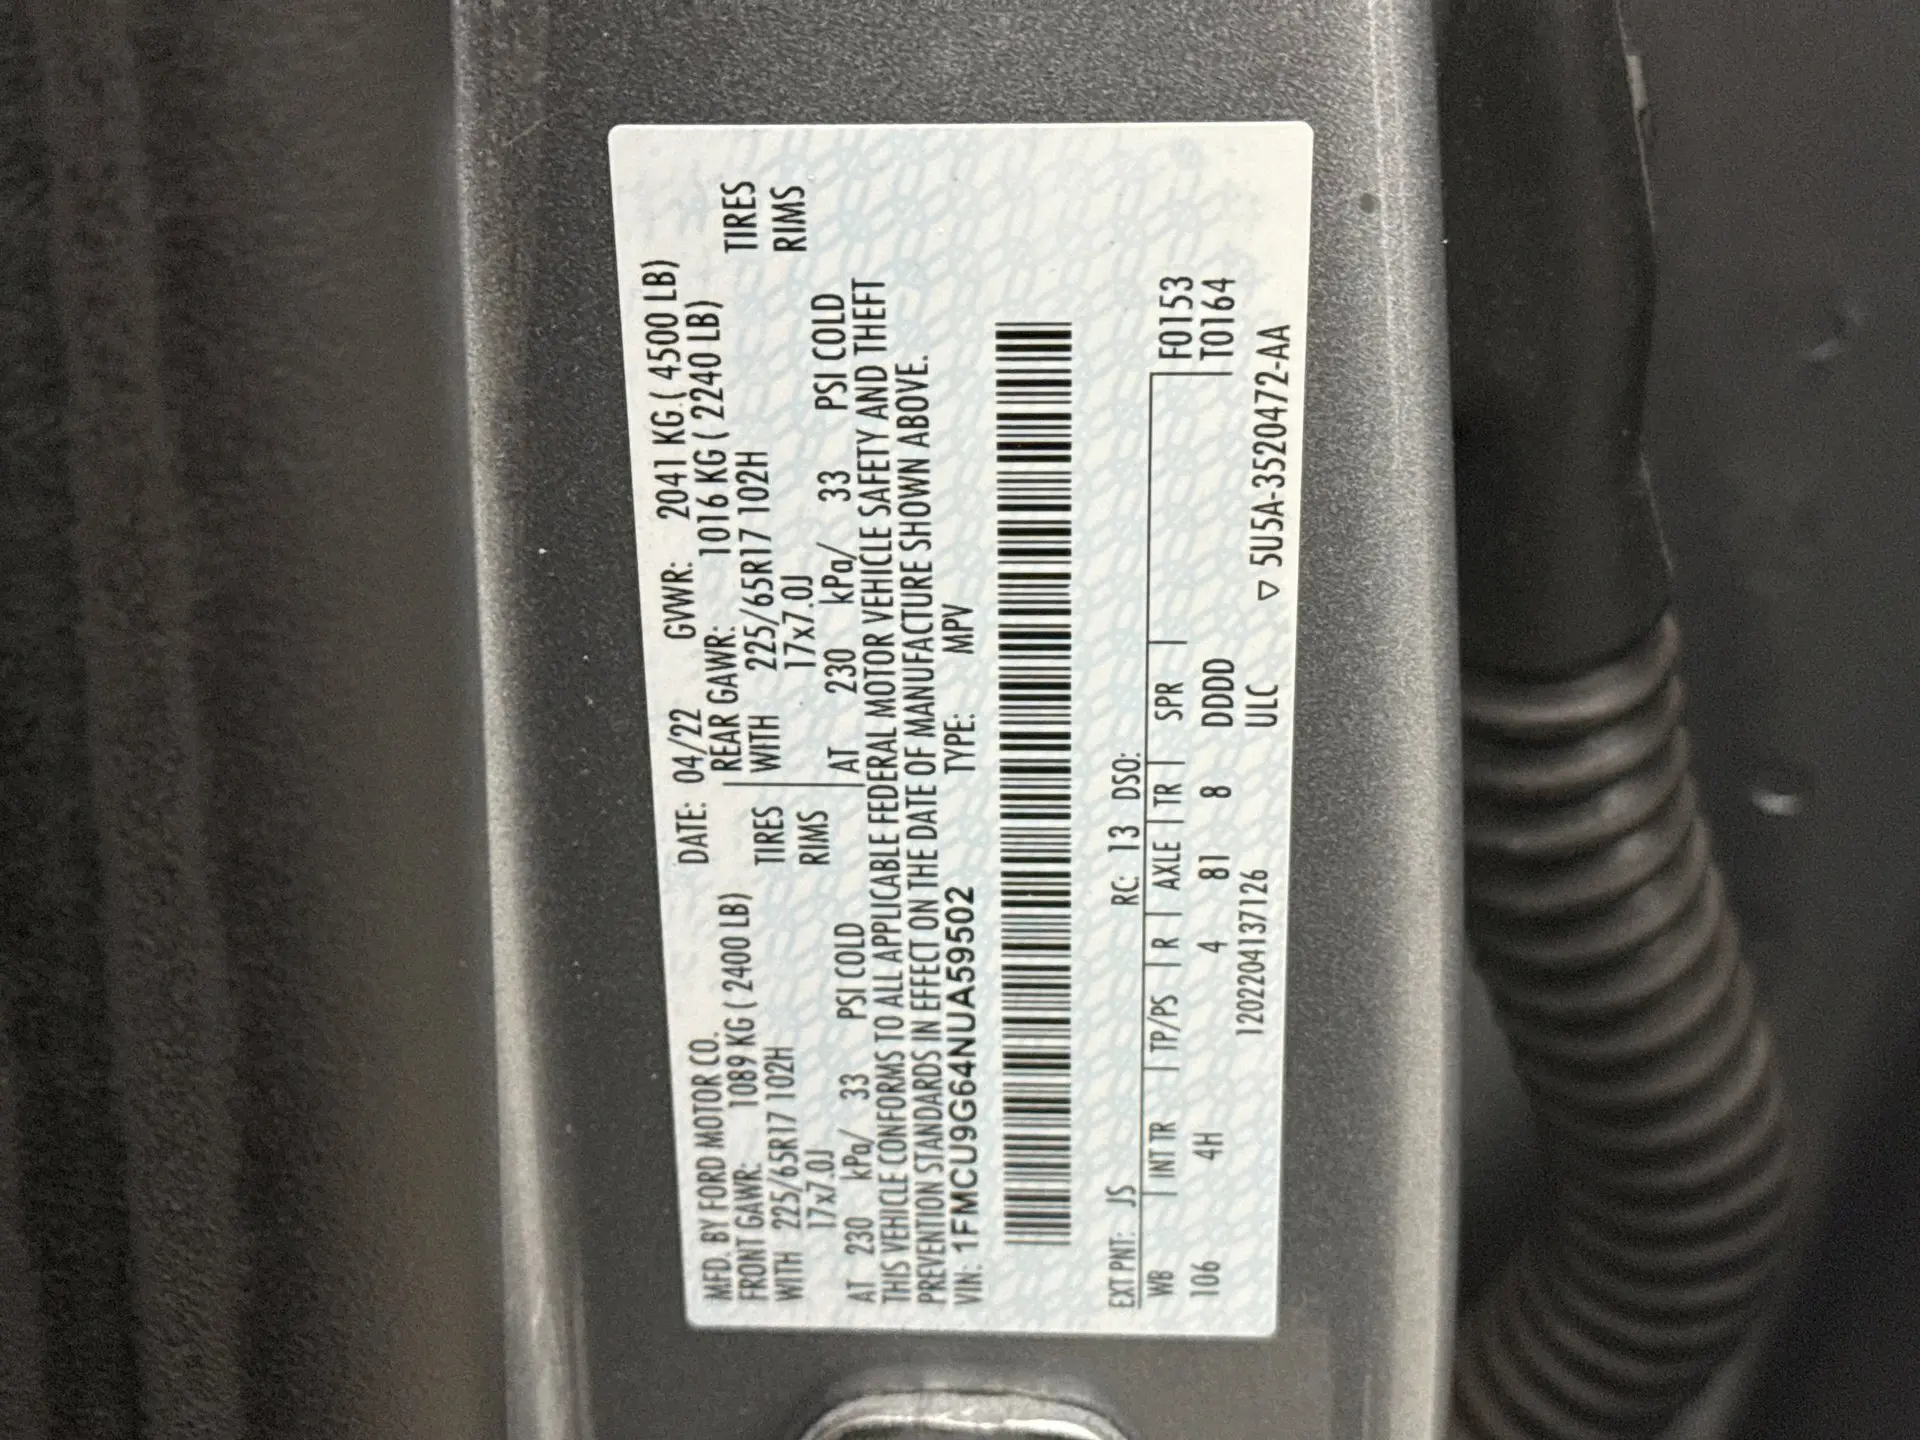 MFD. BY FORD MOTOR CO. DATE: 04/22 GVWR: 2041 KG ( 4500 LB)
FRONT GAWR: 1089 KG ( 2400 LB) REAR GAWR: 1016 KG ( 2240 LB)
WITH 225/65R17 102H TIRES WITH 225/65R17 102H TIRES
17x7.0J RIMS 17x7.0J RIMS
AT 230 kPa/ 33 PSI COLD AT 230 kPa/ 33 PSI COLD
THIS VEHICLE CONFORMS TO ALL APPLICABLE FEDERAL MOTOR VEHICLE SAFETY AND THEFT
PREVENTION STANDARDS IN EFFECT ON THE DATE OF MANUFACTURE SHOWN ABOVE.
VIN: 1FMCU9G64NUA59502 TYPE: MPV
EXT PNT: JS RC: 13 DSO:
WB INT TR TP/PS R AXLE TR SPR F0153
106 4H 4 81 8 DDDD T0164
1202204137126 ULC ▽ 5U5A-3520472-AA